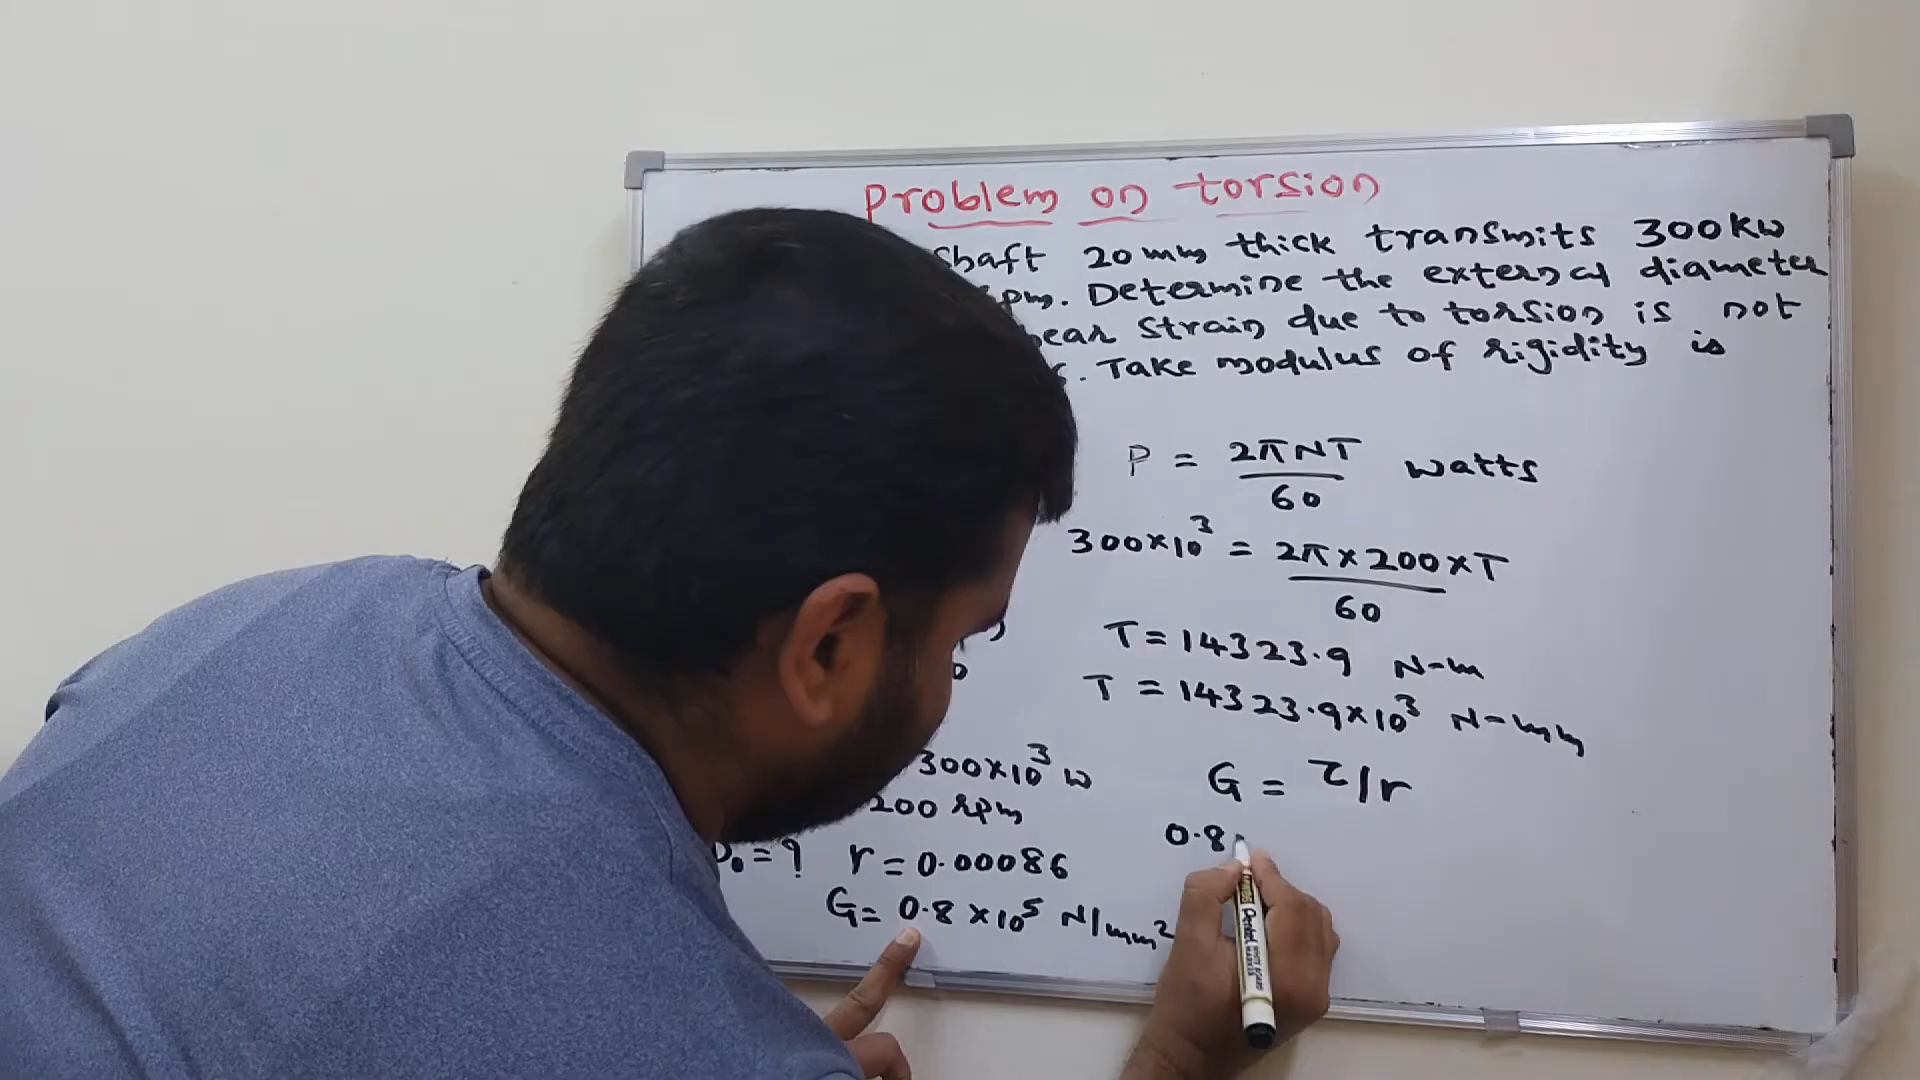 Problem on torsion
Shaft 20mm thick transmits 300KW
pm. Determine the external diameter
hear strain due to torsion is not
. Take modulus of rigidity is
P = 2πNT/60 watts
300×10³ = 2π×200×T/60
T = 14323.9 N-m
T = 14323.9×10³ N-mm
G = τ/r
0.8
300×10³ W
200 rpm
D₀ = ? r = 0.00086
G = 0.8 ×10⁵ N/mm²